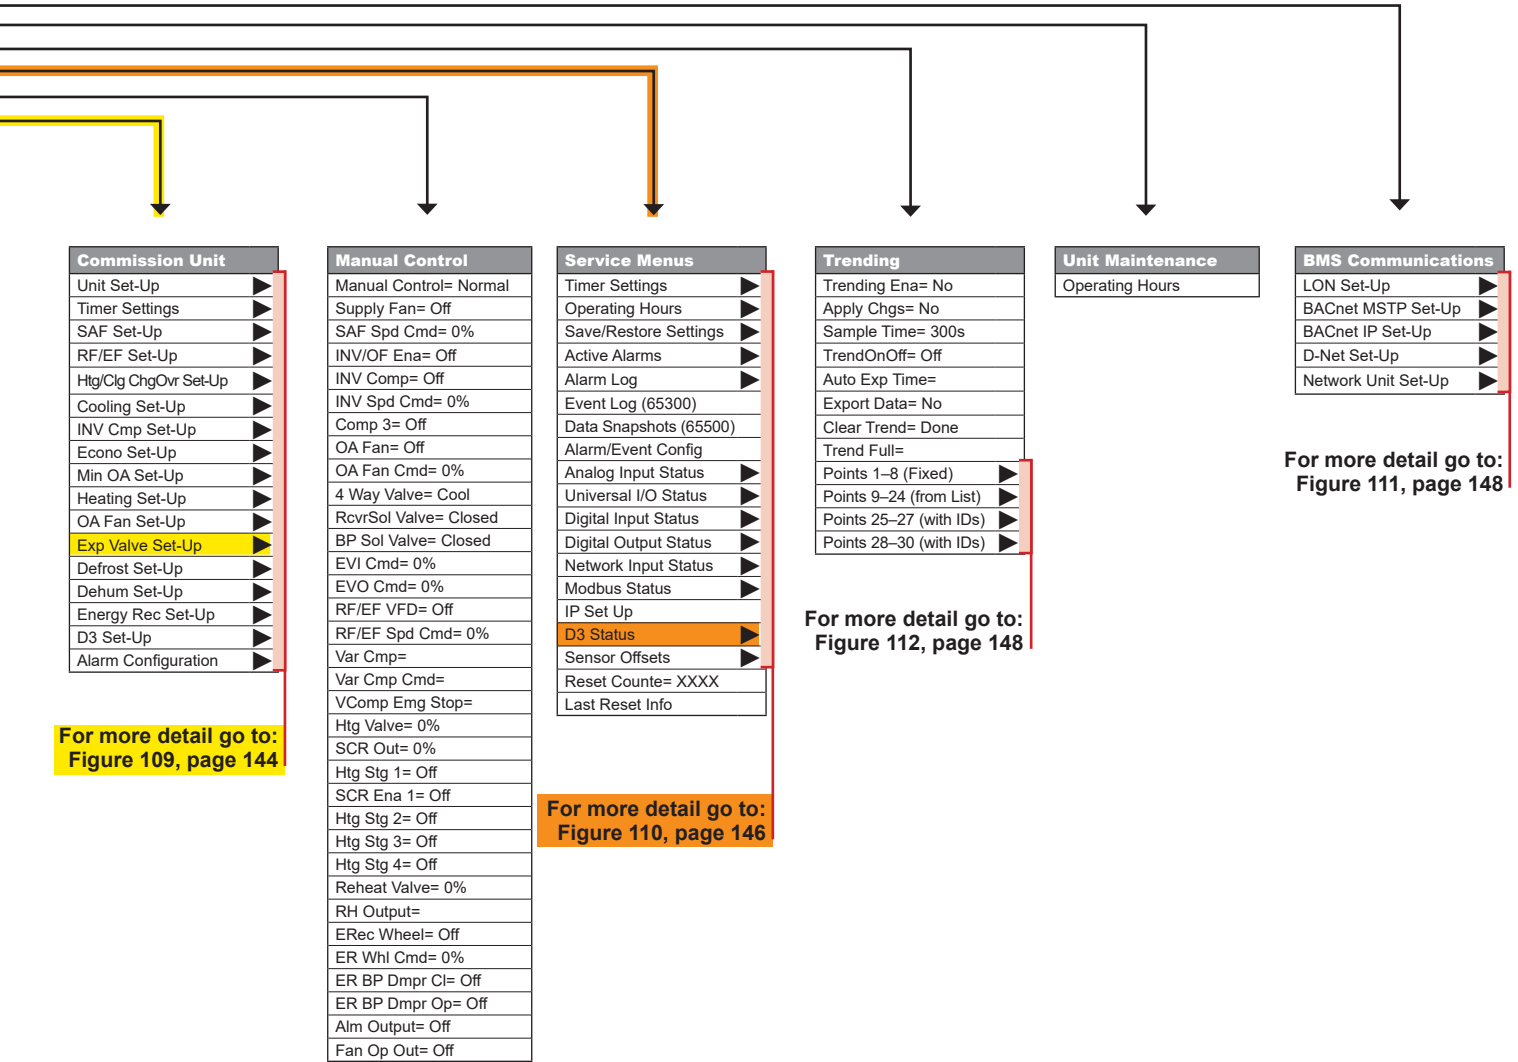 Commission Unit
Unit Set-Up
Timer Settings
SAF Set-Up
RF/EF Set-Up
Htg/Clg ChgOvr Set-Up
Cooling Set-Up
INV Cmp Set-Up
Econo Set-Up
Min OA Set-Up
Heating Set-Up
OA Fan Set-Up
Exp Valve Set-Up
Defrost Set-Up
Dehum Set-Up
Energy Rec Set-Up
D3 Set-Up
Alarm Configuration
For more detail go to:
Figure 109, page 144
Manual Control
Manual Control= Normal
Supply Fan= Off
SAF Spd Cmd= 0%
INV/OF Ena= Off
INV Comp= Off
INV Spd Cmd= 0%
Comp 3= Off
OA Fan= Off
OA Fan Cmd= 0%
4 Way Valve= Cool
RcvrSol Valve= Closed
BP Sol Valve= Closed
EVI Cmd= 0%
EVO Cmd= 0%
RF/EF VFD= Off
RF/EF Spd Cmd= 0%
Var Cmp=
Var Cmp Cmd=
VComp Emg Stop=
Htg Valve= 0%
SCR Out= 0%
Htg Stg 1= Off
SCR Ena 1= Off
Htg Stg 2= Off
Htg Stg 3= Off
Htg Stg 4= Off
Reheat Valve= 0%
RH Output=
ERec Wheel= Off
ER Whl Cmd= 0%
ER BP Dmpr Cl= Off
ER BP Dmpr Op= Off
Alm Output= Off
Fan Op Out= Off
Service Menus
Timer Settings
Operating Hours
Save/Restore Settings
Active Alarms
Alarm Log
Event Log (65300)
Data Snapshots (65500)
Alarm/Event Config
Analog Input Status
Universal I/O Status
Digital Input Status
Digital Output Status
Network Input Status
Modbus Status
IP Set Up
D3 Status
Sensor Offsets
Reset Counte= XXXX
Last Reset Info
For more detail go to:
Figure 110, page 146
Trending
Trending Ena= No
Apply Chgs= No
Sample Time= 300s
TrendOnOff= Off
Auto Exp Time=
Export Data= No
Clear Trend= Done
Trend Full=
Points 1–8 (Fixed)
Points 9–24 (from List)
Points 25–27 (with IDs)
Points 28–30 (with IDs)
For more detail go to:
Figure 112, page 148
Unit Maintenance
Operating Hours
BMS Communications
LON Set-Up
BACnet MSTP Set-Up
BACnet IP Set-Up
D-Net Set-Up
Network Unit Set-Up
For more detail go to:
Figure 111, page 148